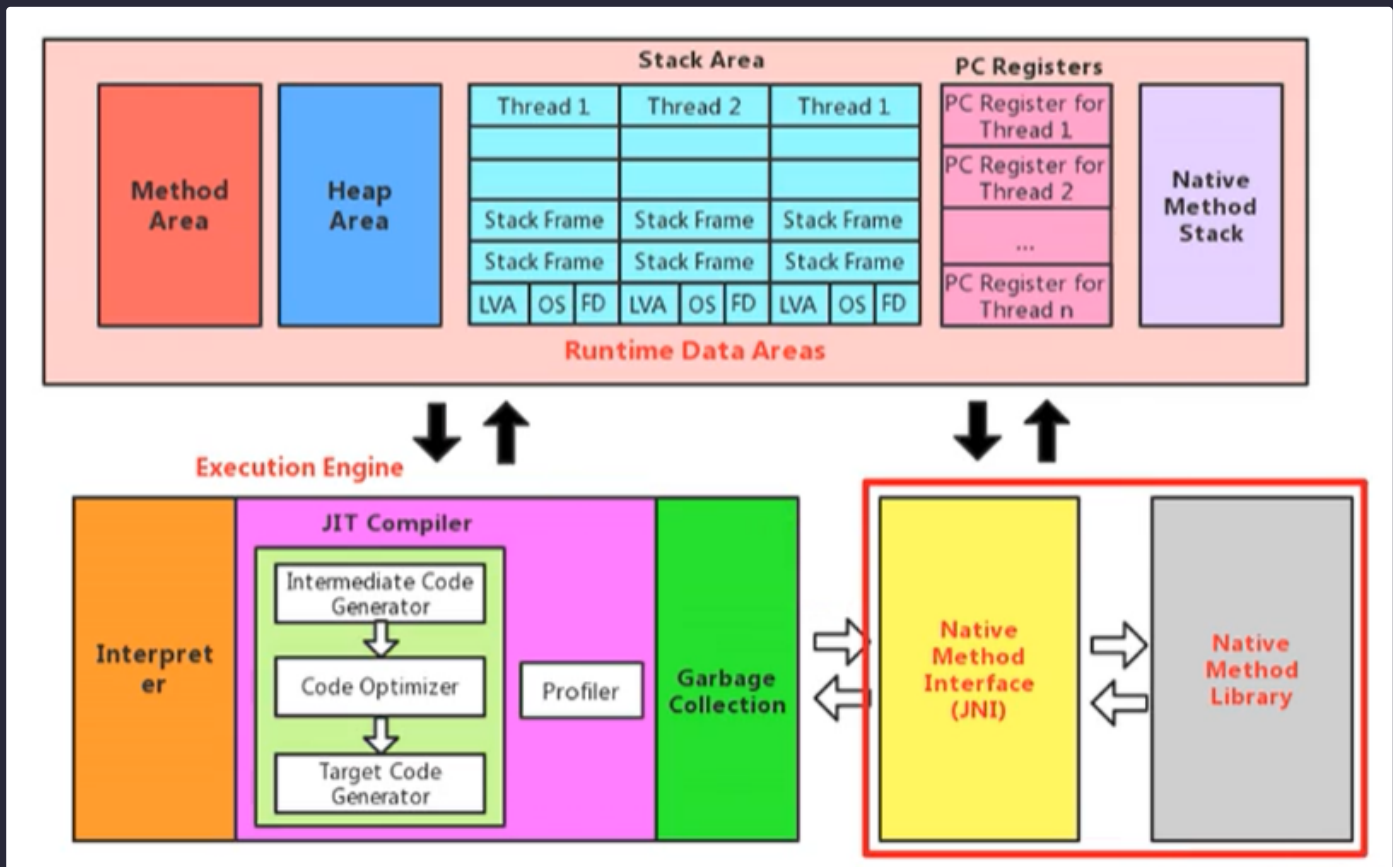 Stack Area
PC Registers
Method
Area
Heap
Area
Thread 1
Thread 2
Thread 1
Stack Frame
Stack Frame
Stack Frame
Stack Frame
Stack Frame
Stack Frame
LVA
OS
FD
LVA
OS
FD
LVA
OS
FD
PC Register for
Thread 1
PC Register for
Thread 2
...
PC Register for
Thread n
Native
Method
Stack
Runtime Data Areas
Execution Engine
Interpret
er
JIT Compiler
Intermediate Code
Generator
Code Optimizer
Target Code
Generator
Profiler
Garbage
Collection
Native
Method
Interface
(JNI)
Native
Method
Library